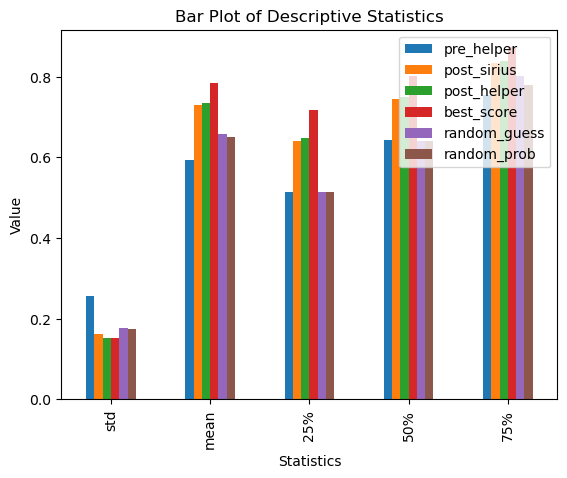 Bar Plot of Descriptive Statistics
pre_helper
post_sirius
post_helper
best_score
random_guess
random_prob
0.8
0.6
0.4
0.2
0.0
Value
std
mean
25%
50%
75%
Statistics